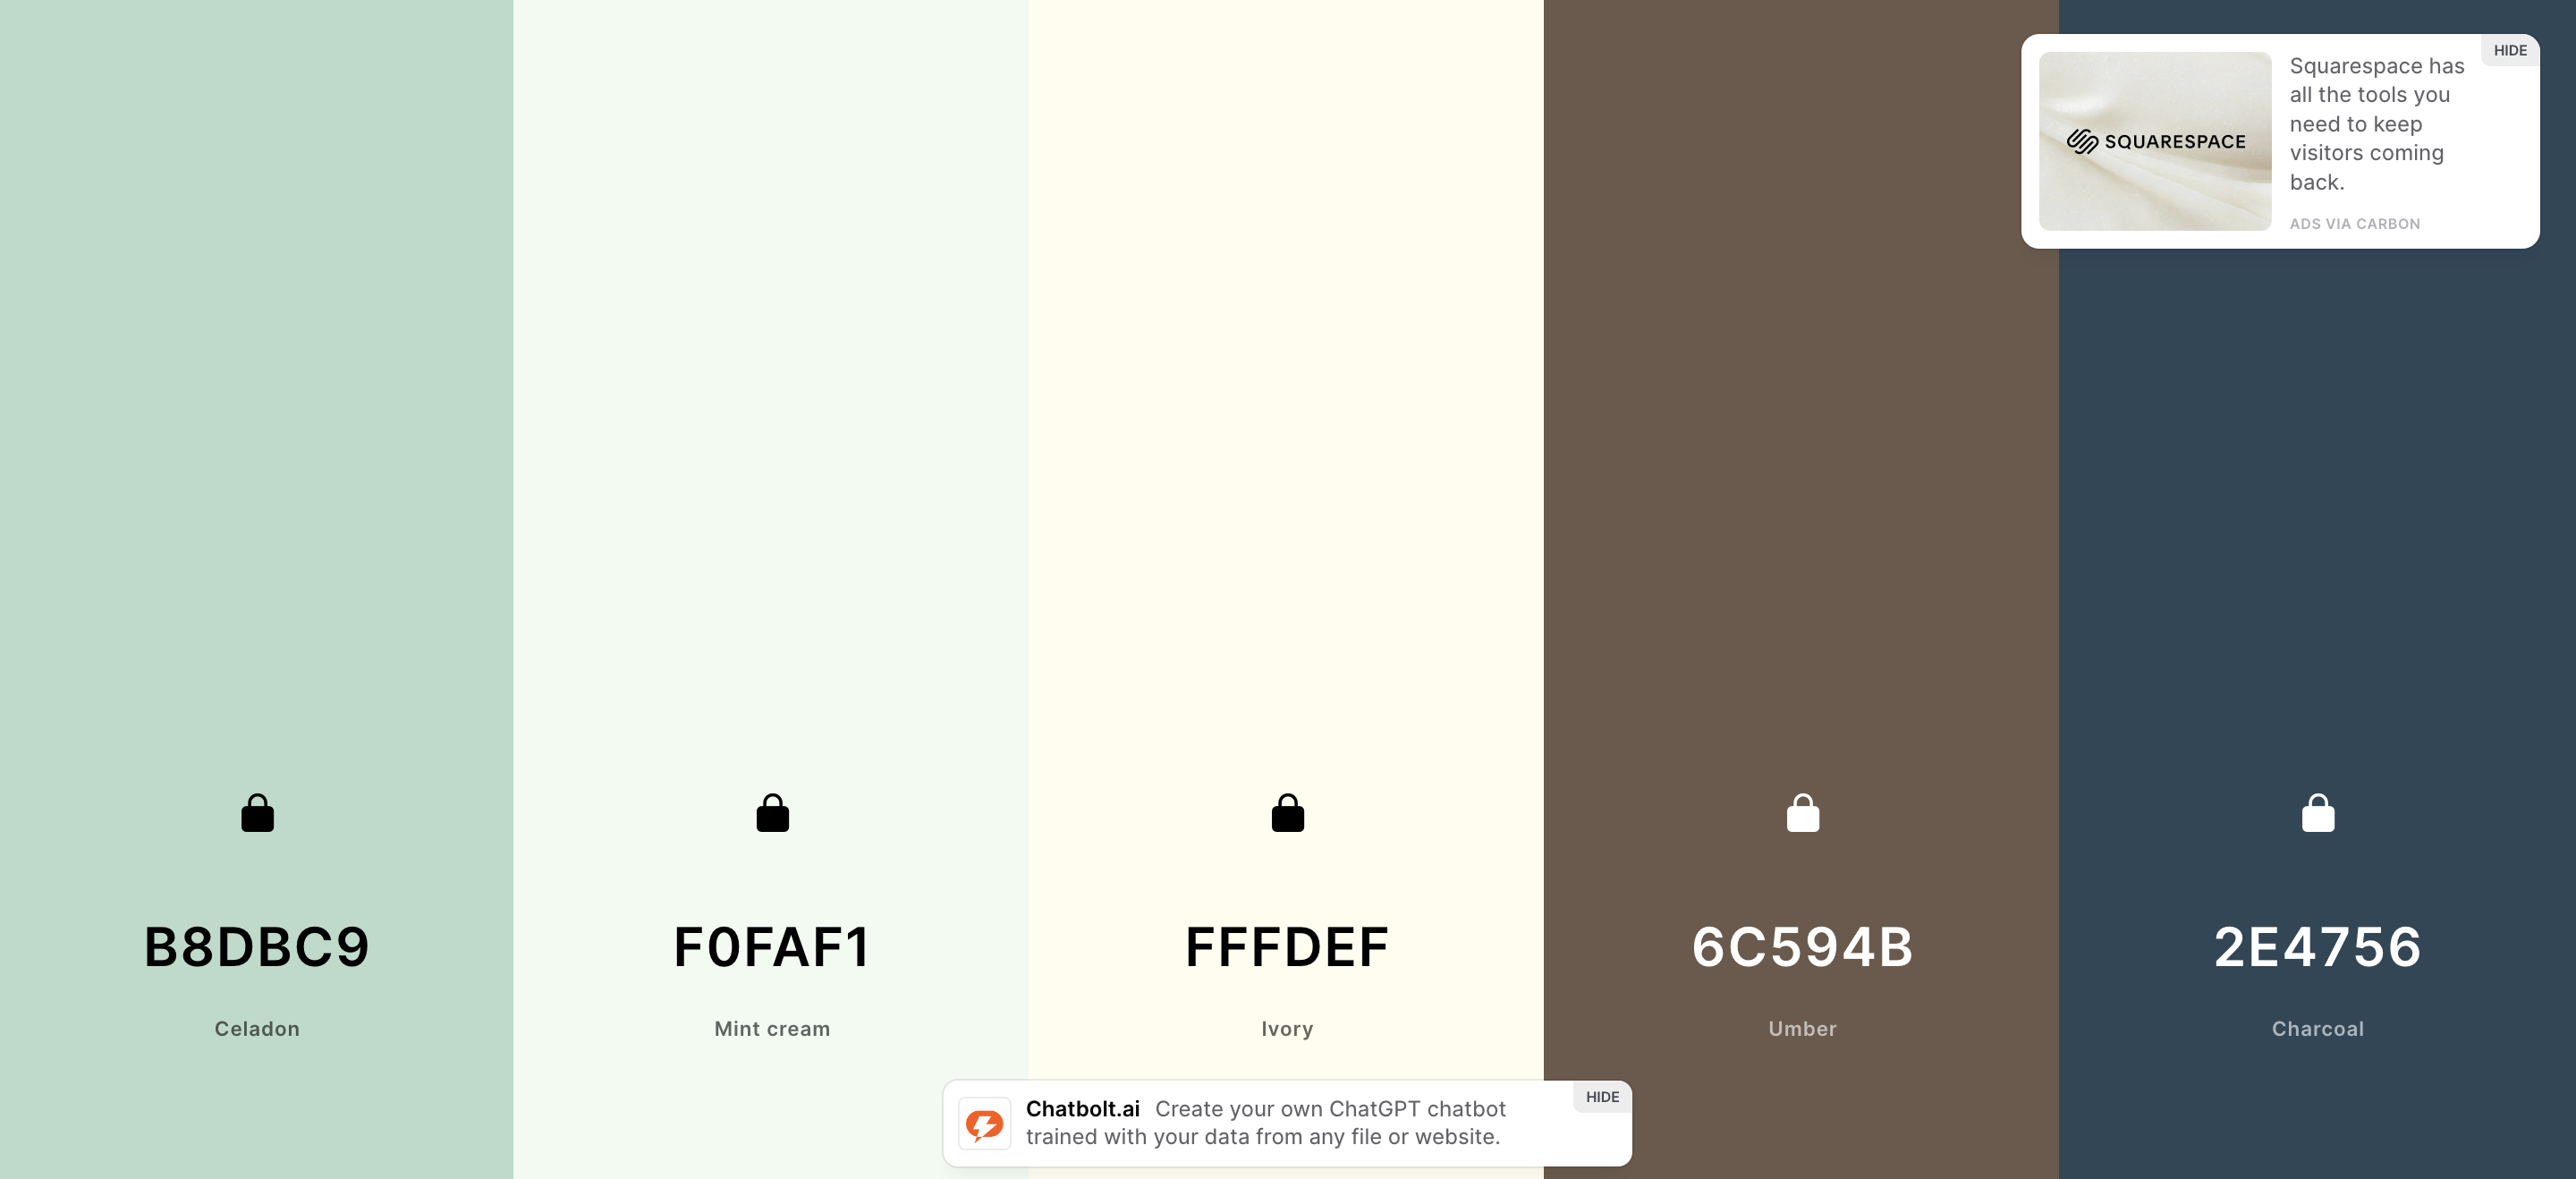 HIDE
Squarespace has
all the tools you
need to keep
visitors coming
back.
SQUARESPACE
ADS VIA CARBON
B8DBC9
F0FAF1
FFFDEF
6C594B
2E4756
Celadon
Mint cream
Ivory
Umber
Charcoal
HIDE
Chatbolt.ai Create your own ChatGPT chatbot
trained with your data from any file or website.